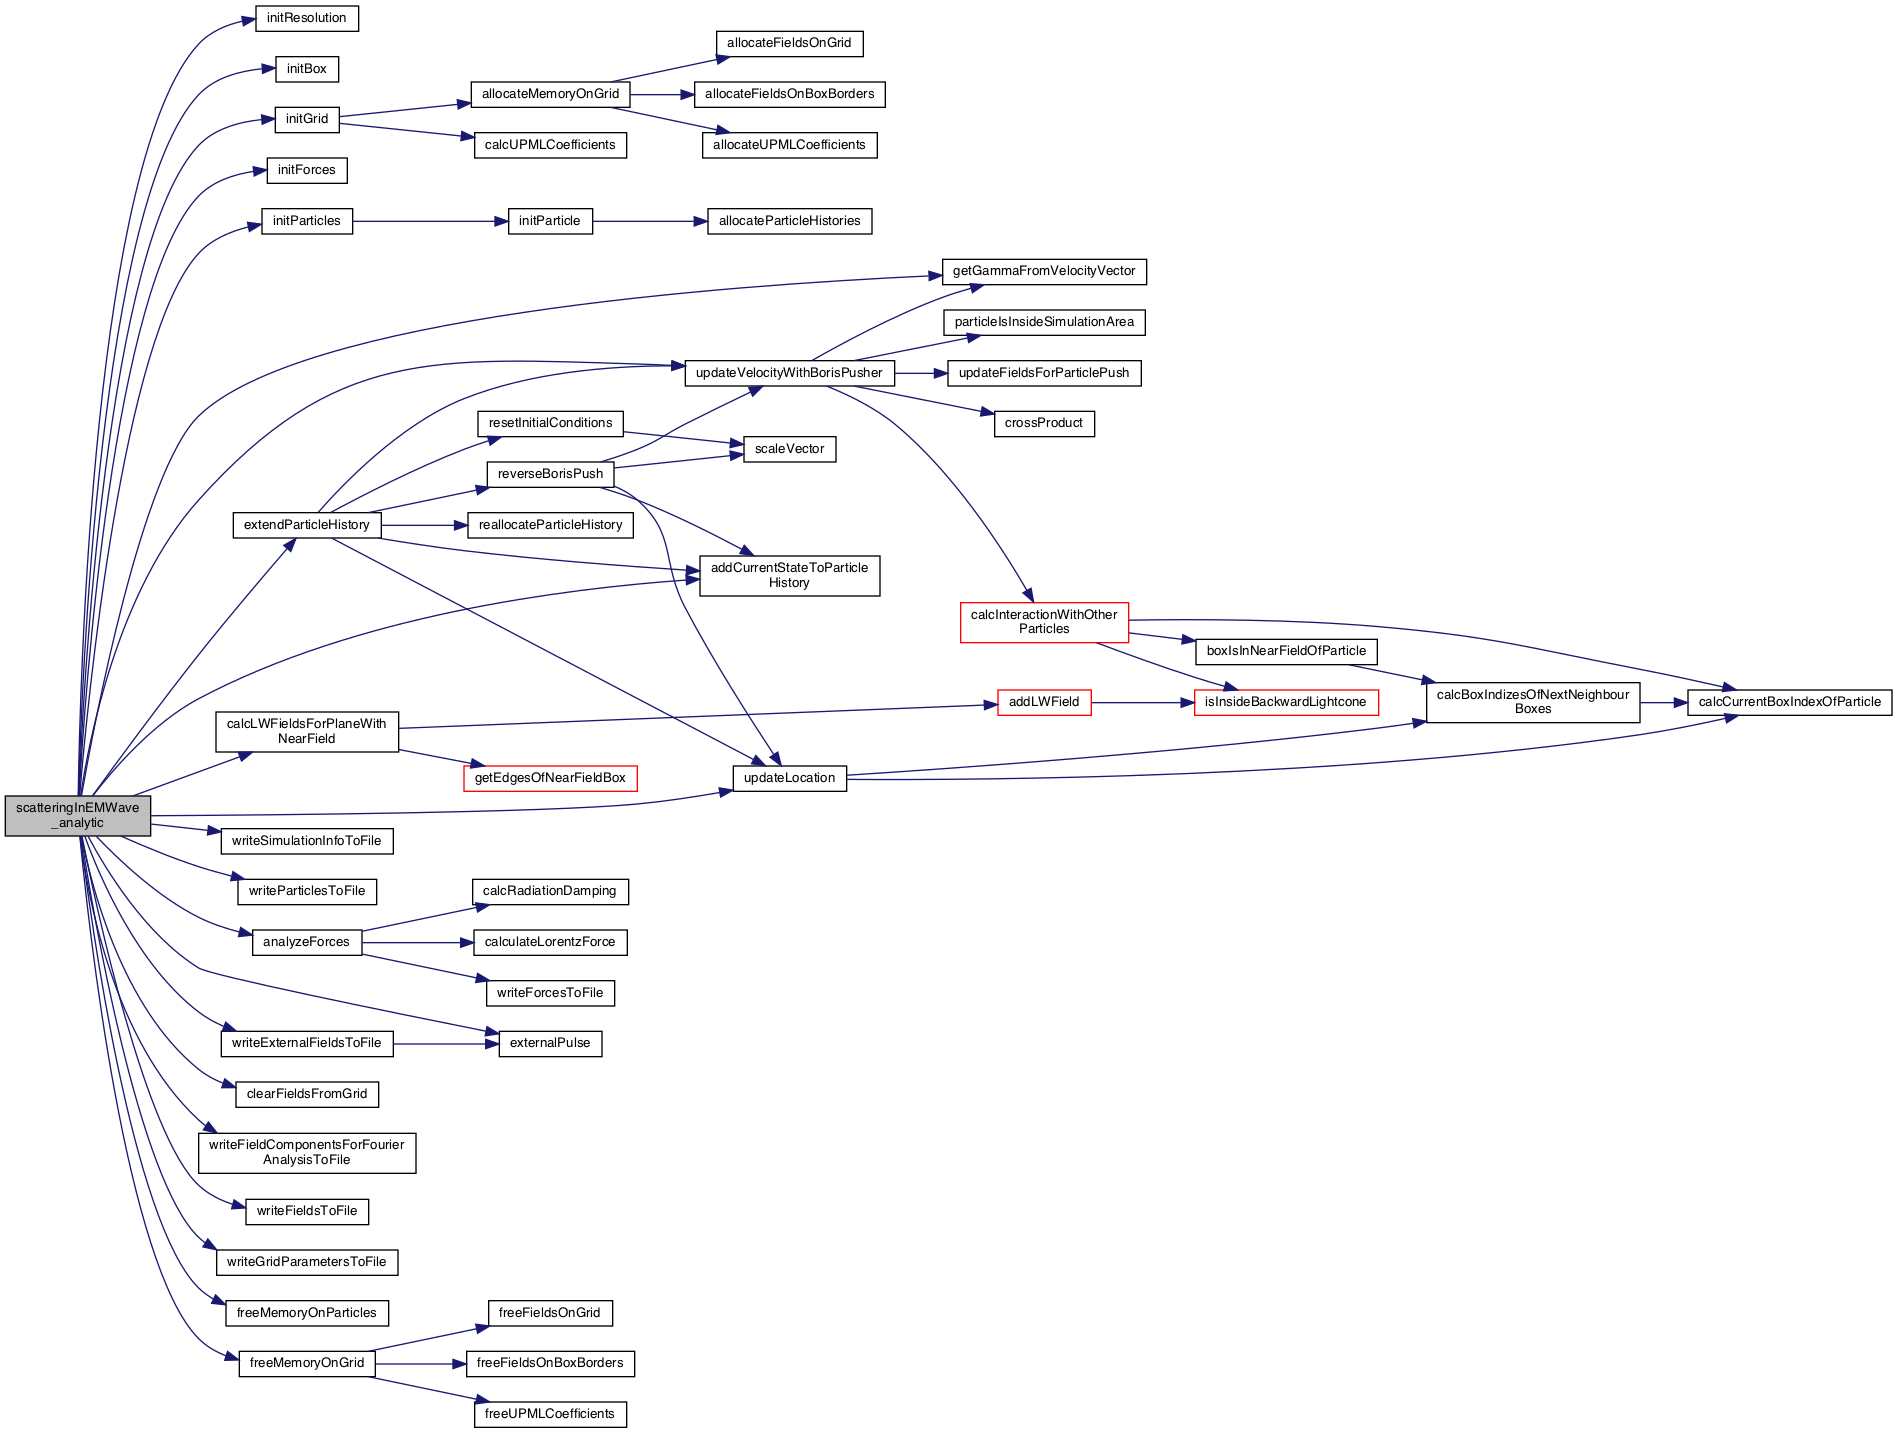 initResolution
initBox
initGrid
initForces
initParticles
allocateMemoryOnGrid
calcUPMLCoefficients
allocateFieldsOnGrid
allocateFieldsOnBoxBorders
allocateUPMLCoefficients
initParticle
allocateParticleHistories
getGammaFromVelocityVector
particleIsInsideSimulationArea
updateVelocityWithBorisPusher
updateFieldsForParticlePush
crossProduct
resetInitialConditions
scaleVector
reverseBorisPush
extendParticleHistory
reallocateParticleHistory
addCurrentStateToParticle
History
calcInteractionWithOther
Particles
boxIsInNearFieldOfParticle
calcBoxIndizesOfNextNeighbour
Boxes
calcCurrentBoxIndexOfParticle
addLWField
isInsideBackwardLightcone
calcLWFieldsForPlaneWith
NearField
getEdgesOfNearFieldBox
updateLocation
scatteringInEMWave
_analytic
writeSimulationInfoToFile
writeParticlesToFile
analyzeForces
calcRadiationDamping
calculateLorentzForce
writeForcesToFile
writeExternalFieldsToFile
externalPulse
clearFieldsFromGrid
writeFieldComponentsForFourier
AnalysisToFile
writeFieldsToFile
writeGridParametersToFile
freeMemoryOnParticles
freeMemoryOnGrid
freeFieldsOnGrid
freeFieldsOnBoxBorders
freeUPMLCoefficients